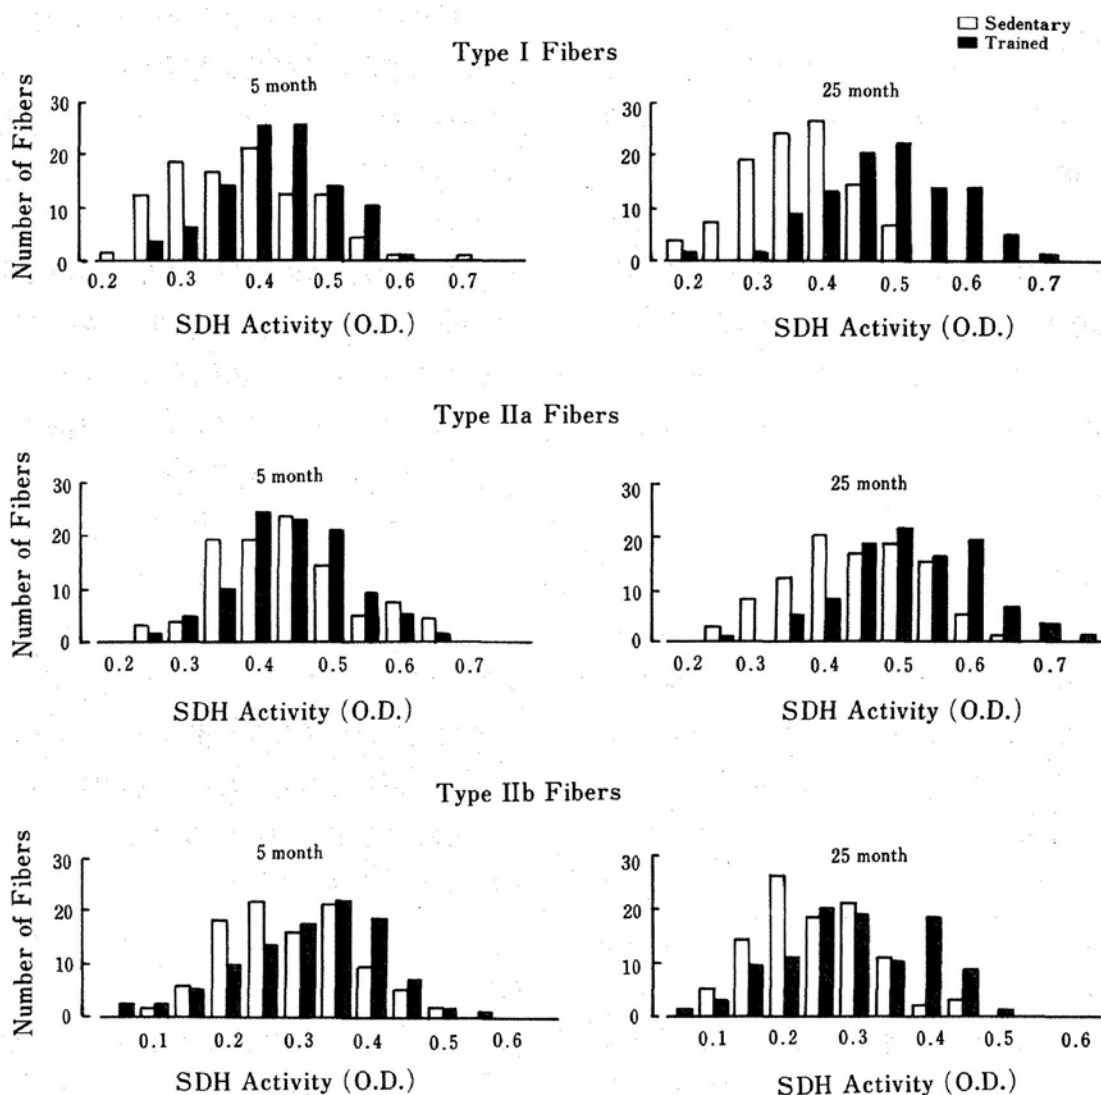 Sedentary
Trained
Type I Fibers
5 month
25 month
Number of Fibers
30
20
10
0
0.2 0.3 0.4 0.5 0.6 0.7
SDH Activity (O.D.)
30
20
10
0
0.2 0.3 0.4 0.5 0.6 0.7
SDH Activity (O.D.)
Type IIa Fibers
5 month
25 month
Number of Fibers
30
20
10
0
0.2 0.3 0.4 0.5 0.6 0.7
SDH Activity (O.D.)
30
20
10
0
0.2 0.3 0.4 0.5 0.6 0.7
SDH Activity (O.D.)
Type IIb Fibers
5 month
25 month
Number of Fibers
30
20
10
0
0.1 0.2 0.3 0.4 0.5 0.6
SDH Activity (O.D.)
30
20
10
0
0.1 0.2 0.3 0.4 0.5 0.6
SDH Activity (O.D.)